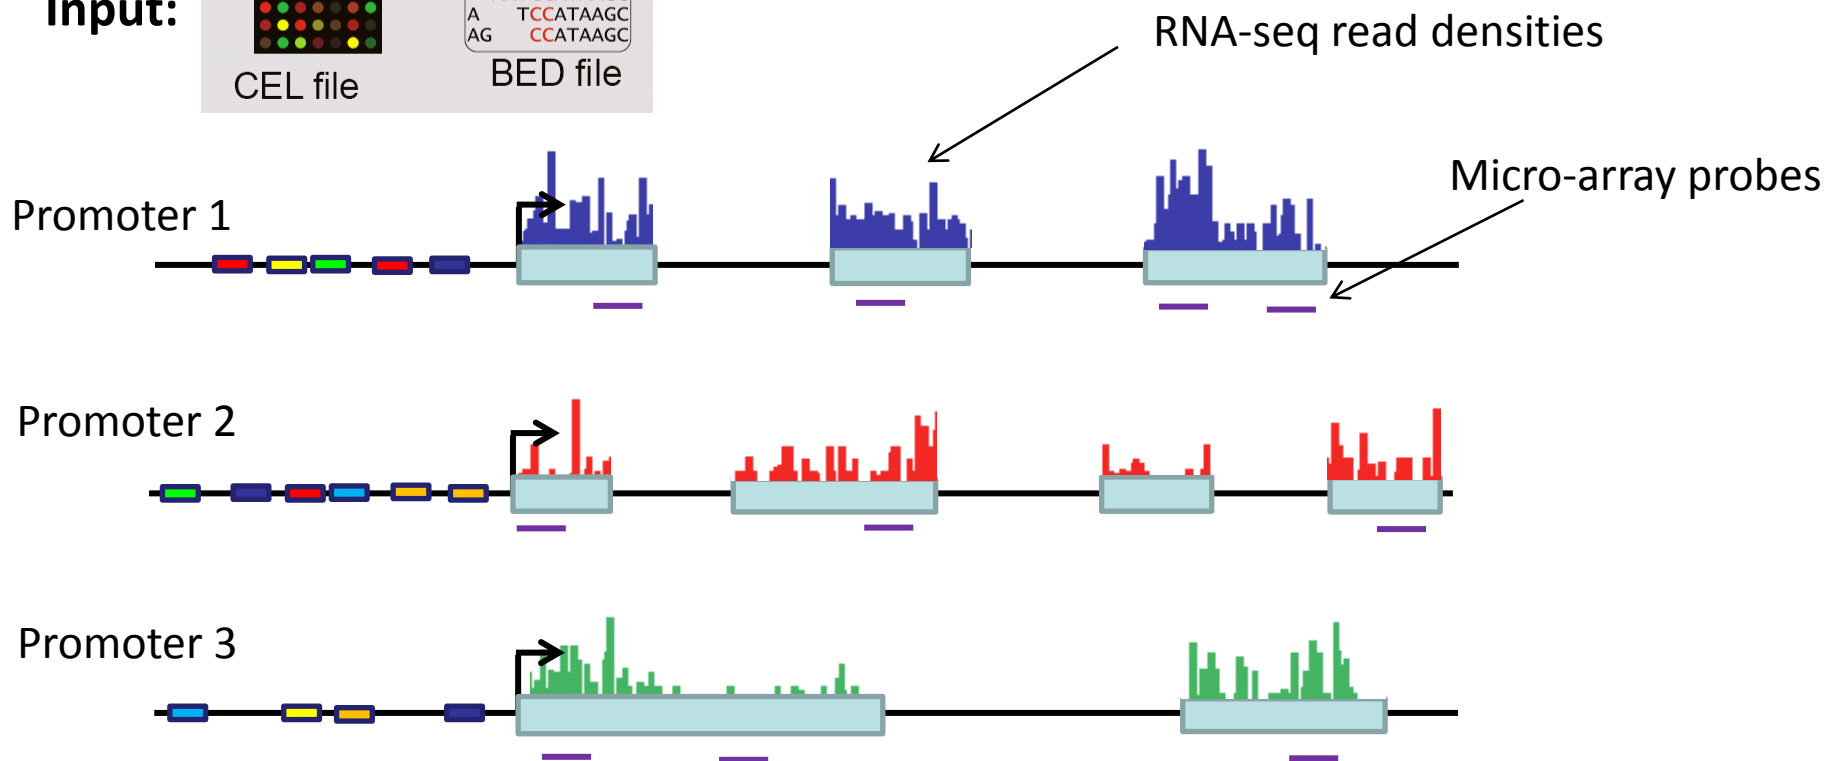 Input:
A TCCATAAGC
AG CCATAAGC
CEL file
BED file
RNA-seq read densities
Micro-array probes
Promoter 1
Promoter 2
Promoter 3